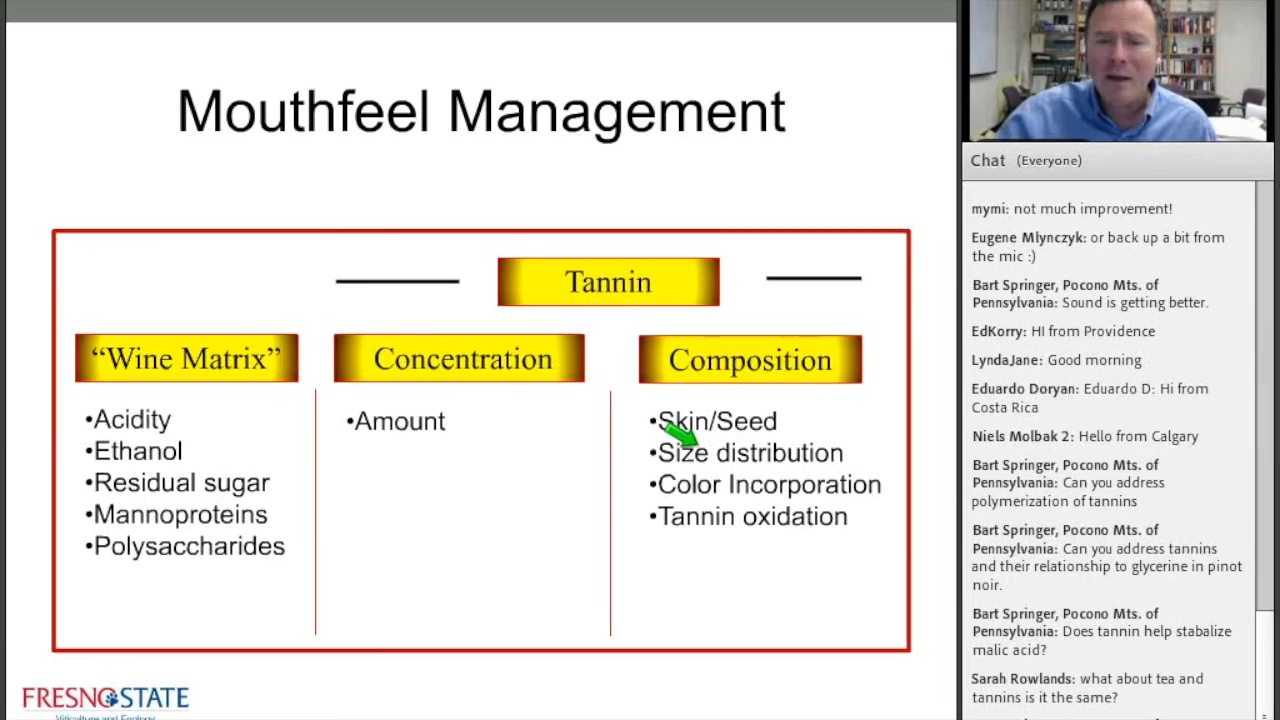 Mouthfeel Management
Tannin
“Wine Matrix”
Concentration
Composition
•Acidity
•Ethanol
•Residual sugar
•Mannoproteins
•Polysaccharides
•Amount
•Skin/Seed
•Size distribution
•Color Incorporation
•Tannin oxidation
FRESNO STATE
Viticulture and Enology
Chat (Everyone)
mymi: not much improvement!
Eugene Mlynczyk: or back up a bit from
the mic :)
Bart Springer, Pocono Mts. of
Pennsylvania: Sound is getting better.
EdKorry: HI from Providence
LyndaJane: Good morning
Eduardo Doryan: Eduardo D: Hi from
Costa Rica
Niels Molbak 2: Hello from Calgary
Bart Springer, Pocono Mts. of
Pennsylvania: Can you address
polymerization of tannins
Bart Springer, Pocono Mts. of
Pennsylvania: Can you address tannins
and their relationship to glycerine in pinot
noir.
Bart Springer, Pocono Mts. of
Pennsylvania: Does tannin help stabalize
malic acid?
Sarah Rowlands: what about tea and
tannins is it the same?